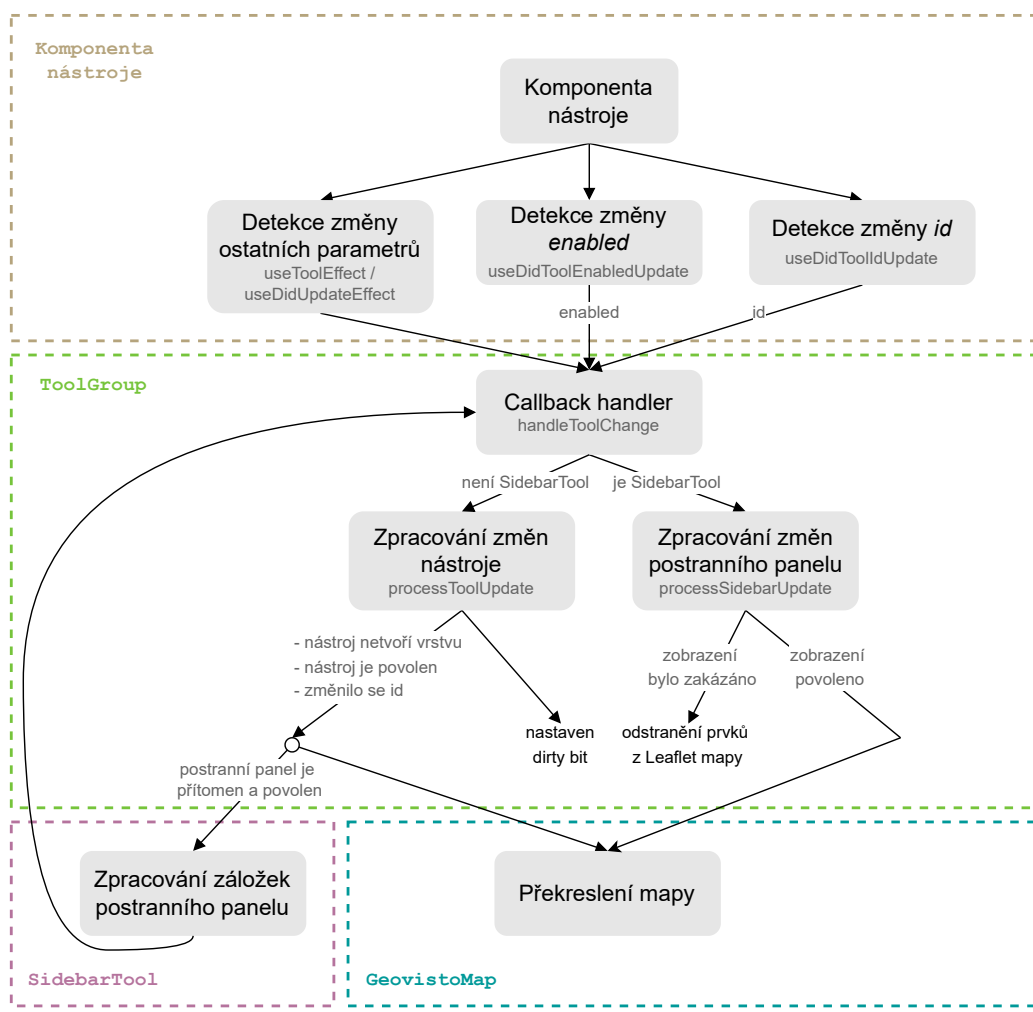 Komponenta
nástroje
Komponenta
nástroje
Detekce změny
ostatních parametrů
useToolEffect /
useDidUpdateEffect
Detekce změny
enabled
useDidToolEnabledUpdate
Detekce změny id
useDidToolIdUpdate
enabled
id
ToolGroup
Callback handler
handleToolChange
není SidebarTool
je SidebarTool
Zpracování změn
nástroje
processToolUpdate
Zpracování změn
postranního panelu
processSidebarUpdate
- nástroj netvoří vrstvu
- nástroj je povolen
- změnilo se id
zobrazení
bylo zakázáno
zobrazení
povoleno
nastaven
dirty bit
odstranění prvků
z Leaflet mapy
postranní panel je
přítomen a povolen
Zpracování záložek
postranního panelu
Překreslení mapy
SidebarTool
GeovistoMap